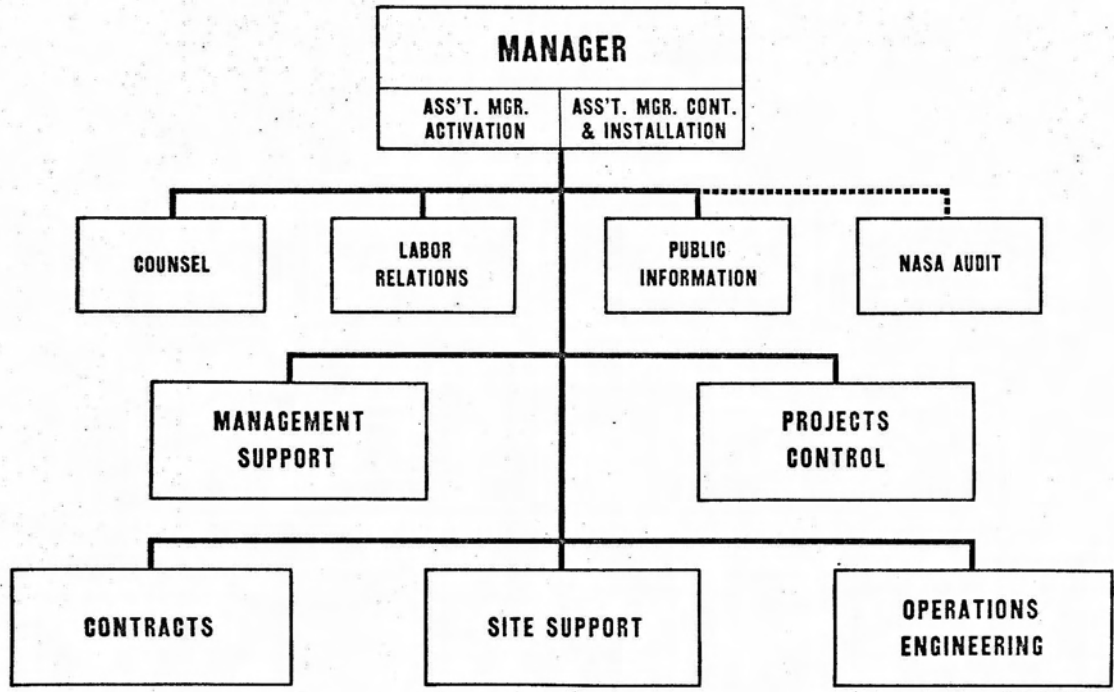 MANAGER
ASS'T. MGR.
ACTIVATION
ASS'T. MGR. CONT.
& INSTALLATION
COUNSEL
LABOR
RELATIONS
PUBLIC
INFORMATION
NASA AUDIT
MANAGEMENT
SUPPORT
PROJECTS
CONTROL
CONTRACTS
SITE SUPPORT
OPERATIONS
ENGINEERING